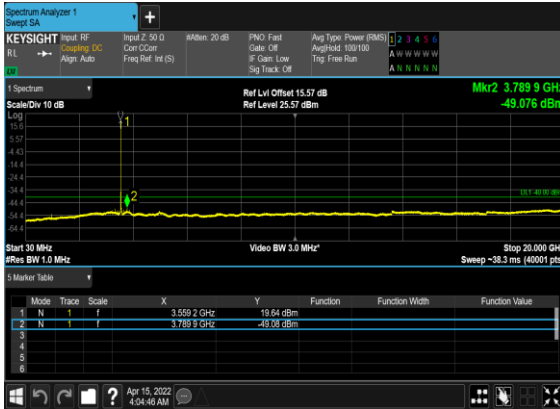 Spectrum Analyzer 1
Swept SA
+
KEYSIGHT Input: RF Input Z: 50 Ω #Atten: 20 dB PNO: Fast Avg Type: Power (RMS) 1 2 3 4 5 6
RL Coupling: DC Corr CCorr Gate: Off Avg|Hold: 100/100 A W W W W W
Align: Auto Freq Ref: Int (S) IF Gain: Low Trig: Free Run
Sig Track: Off A N N N N N
1 Spectrum
Ref Lvl Offset 15.57 dB Mkr2 3.789 9 GHz
Scale/Div 10 dB Ref Level 25.57 dBm -49.076 dBm
Log
15.6
5.57
-4.43
-14.4
-24.4
-34.4
-44.4
-54.4
-64.4
1
2
Start 30 MHz Video BW 3.0 MHz* Stop 20.000 GHz
#Res BW 1.0 MHz Sweep ~38.3 ms (40001 pts)
5 Marker Table
Mode Trace Scale X Y Function Function Width Function Value
1 N 1 f 3.559 2 GHz 19.64 dBm
2 N 1 f 3.789 9 GHz -49.08 dBm
3
4
5
6
? Apr 15, 2022
4:04:46 AM